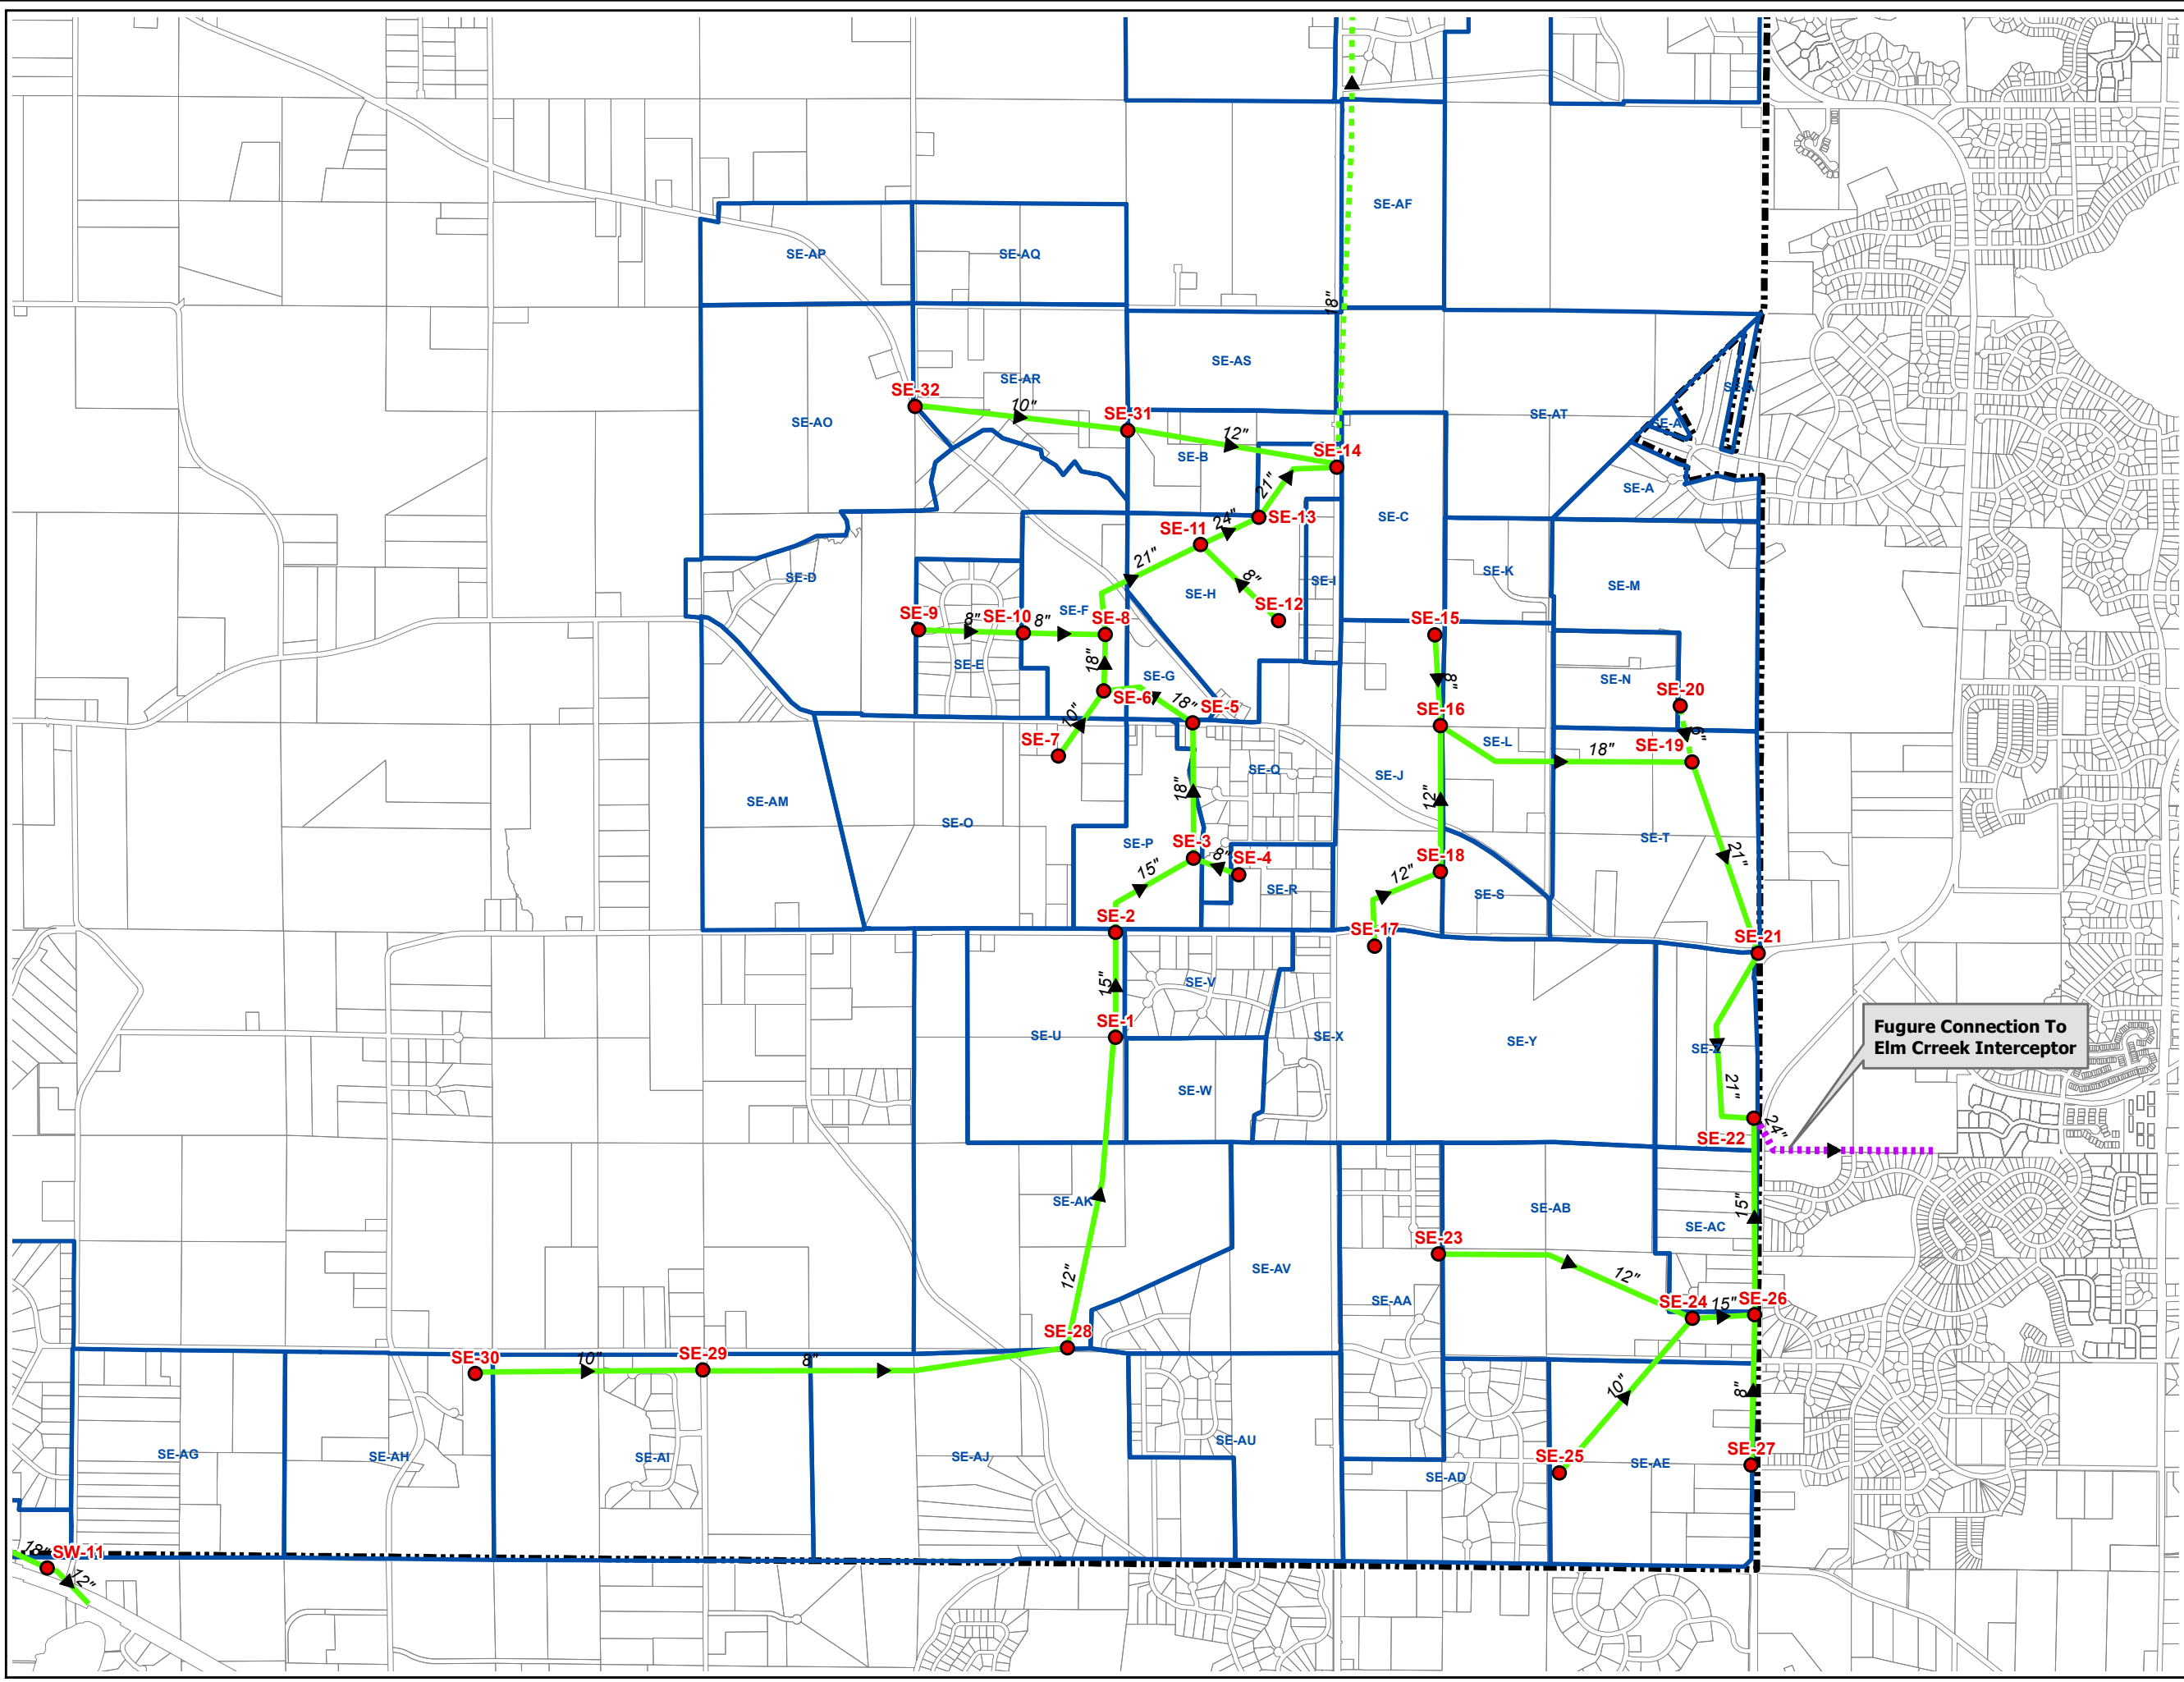 SE-AF
18"
SE-AP
SE-AQ
SE-AS
SE-AR
SE-32
10"
SE-31
SE-AO
12"
SE-B
SE-14
SE-AT
SE-A
SE-A
SE-A
21"
SE-13
24"
SE-11
SE-C
21"
8"
SE-D
SE-H
SE-I
SE-K
SE-M
SE-12
SE-9
8"
SE-10
8"
SE-F
SE-8
SE-15
SE-E
18"
SE-G
SE-6
18"
SE-5
8"
SE-N
SE-20
SE-16
10"
SE-7
SE-L
18"
SE-19
6"
SE-Q
SE-J
SE-AM
SE-O
18"
12"
SE-P
SE-T
SE-3
8"
SE-4
15"
SE-R
SE-18
12"
SE-S
21"
SE-2
SE-17
SE-21
15"
SE-V
SE-1
SE-U
SE-X
SE-Y
SE-Z
Fugure Connection To
Elm Crreek Interceptor
SE-W
21"
24"
SE-22
SE-AK
SE-AB
15"
SE-AC
SE-23
12"
SE-AV
12"
SE-AA
SE-24
15"
SE-26
SE-28
SE-30
10"
SE-29
8"
10"
8"
SE-AG
SE-AH
SE-AI
SE-AJ
SE-AU
SE-AD
SE-25
SE-AE
SE-27
18"
SW-11
12"